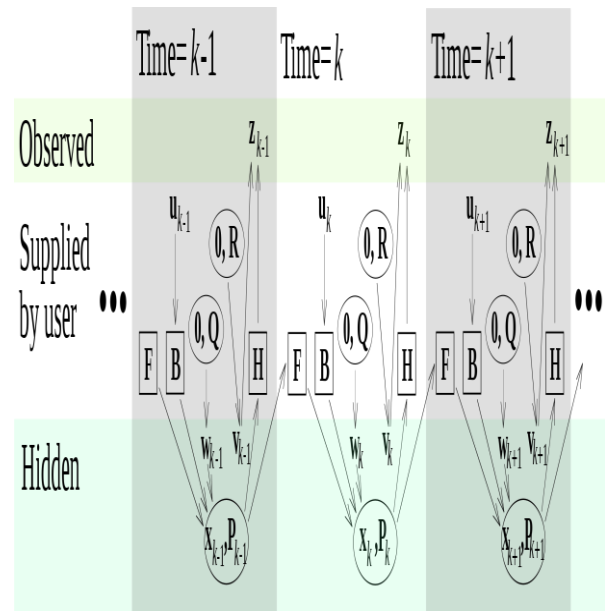 Time=k-1 Time=k Time=k+1
Observed z_{k-1} z_k z_{k+1}
u_{k-1} u_k u_{k+1}
Supplied by user
0, R 0, R 0, R
•••  •••
0, Q 0, Q 0, Q
F B H F B H F B H
w_{k-1} v_{k-1} w_k v_k w_{k+1} v_{k+1}
Hidden
x_{k-1},P_{k-1} x_k,P_k x_{k+1},P_{k+1}